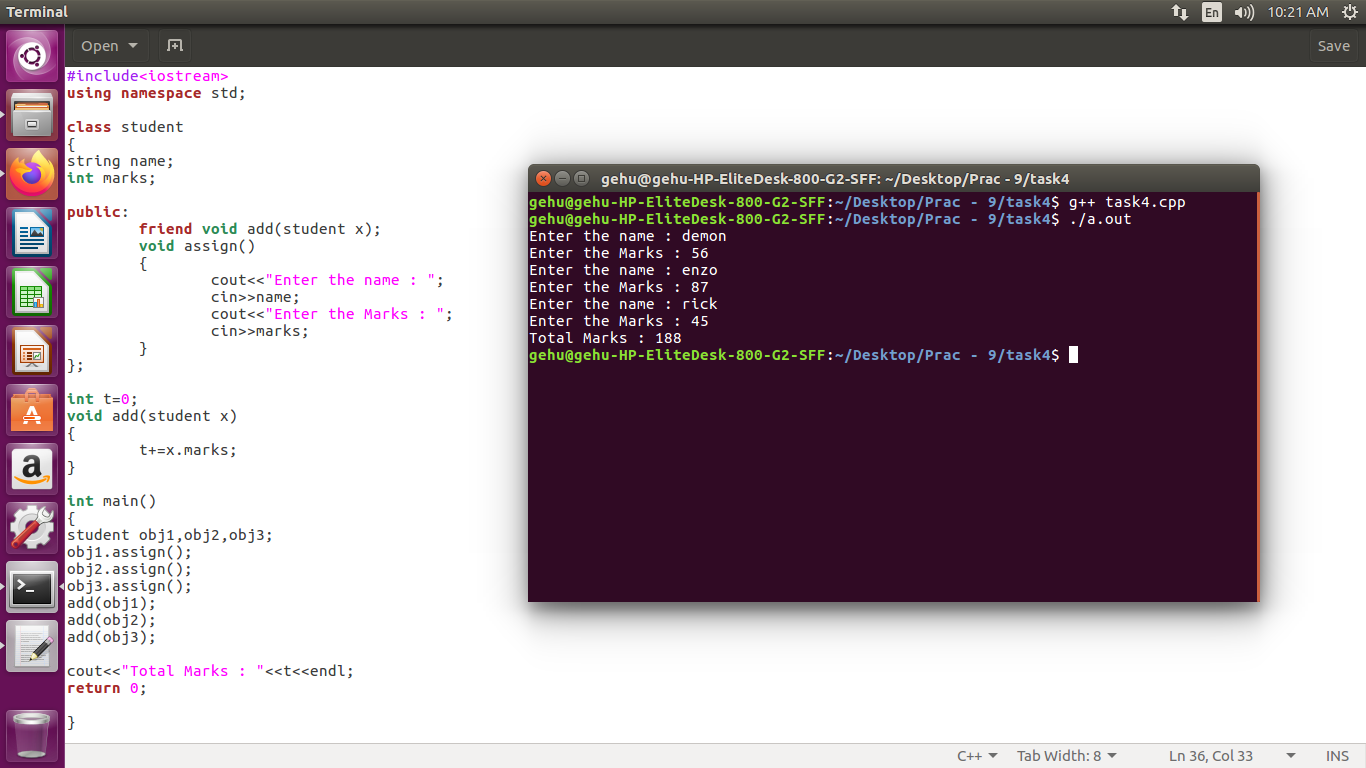 Terminal
En
10:21 AM
Open
Save
#include<iostream>
using namespace std;
class student
{
string name;
int marks;
public:
friend void add(student x);
void assign()
{
cout<<"Enter the name : ";
cin>>name;
cout<<"Enter the Marks : ";
cin>>marks;
}
};
int t=0;
void add(student x)
{
t+=x.marks;
}
int main()
{
student obj1,obj2,obj3;
obj1.assign();
obj2.assign();
obj3.assign();
add(obj1);
add(obj2);
add(obj3);
cout<<"Total Marks : "<<t<<endl;
return 0;
}
gehu@gehu-HP-EliteDesk-800-G2-SFF: ~/Desktop/Prac - 9/task4
gehu@gehu-HP-EliteDesk-800-G2-SFF:~/Desktop/Prac - 9/task4$ g++ task4.cpp
gehu@gehu-HP-EliteDesk-800-G2-SFF:~/Desktop/Prac - 9/task4$ ./a.out
Enter the name : demon
Enter the Marks : 56
Enter the name : enzo
Enter the Marks : 87
Enter the name : rick
Enter the Marks : 45
Total Marks : 188
gehu@gehu-HP-EliteDesk-800-G2-SFF:~/Desktop/Prac - 9/task4$
C++
Tab Width: 8
Ln 36, Col 33
INS